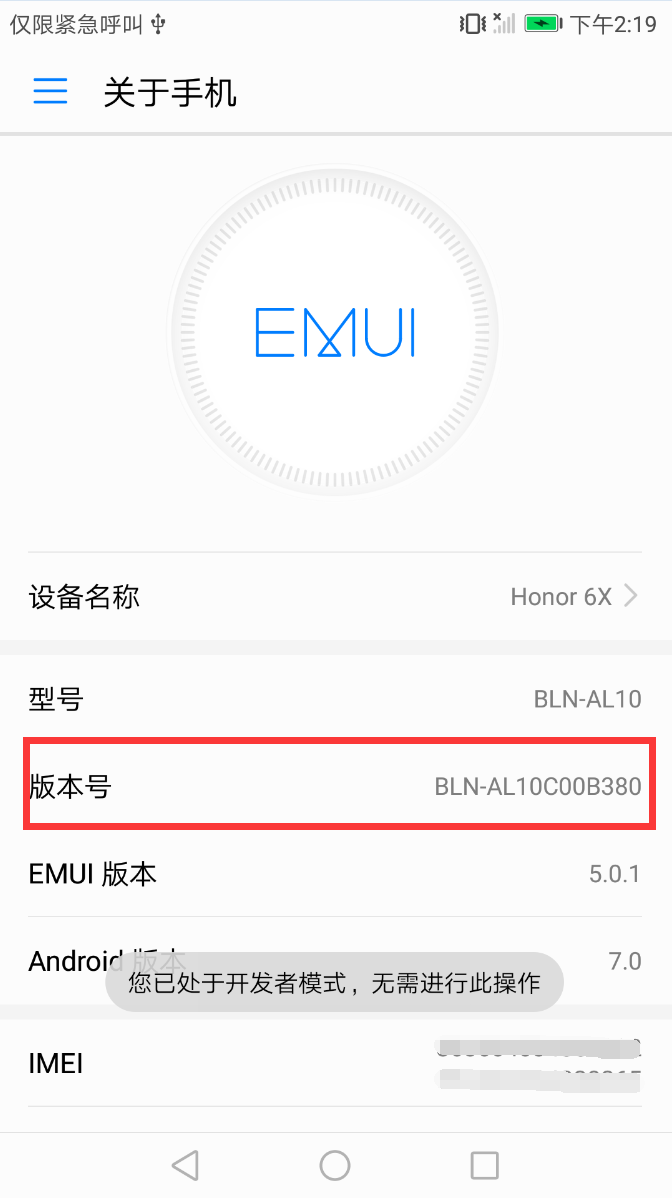 仅限紧急呼叫 下午2:19
关于手机
EMUI
设备名称 Honor 6X
型号 BLN-AL10
版本号 BLN-AL10C00B380
EMUI 版本 5.0.1
Android 版本 7.0
您已处于开发者模式，无需进行此操作
IMEI